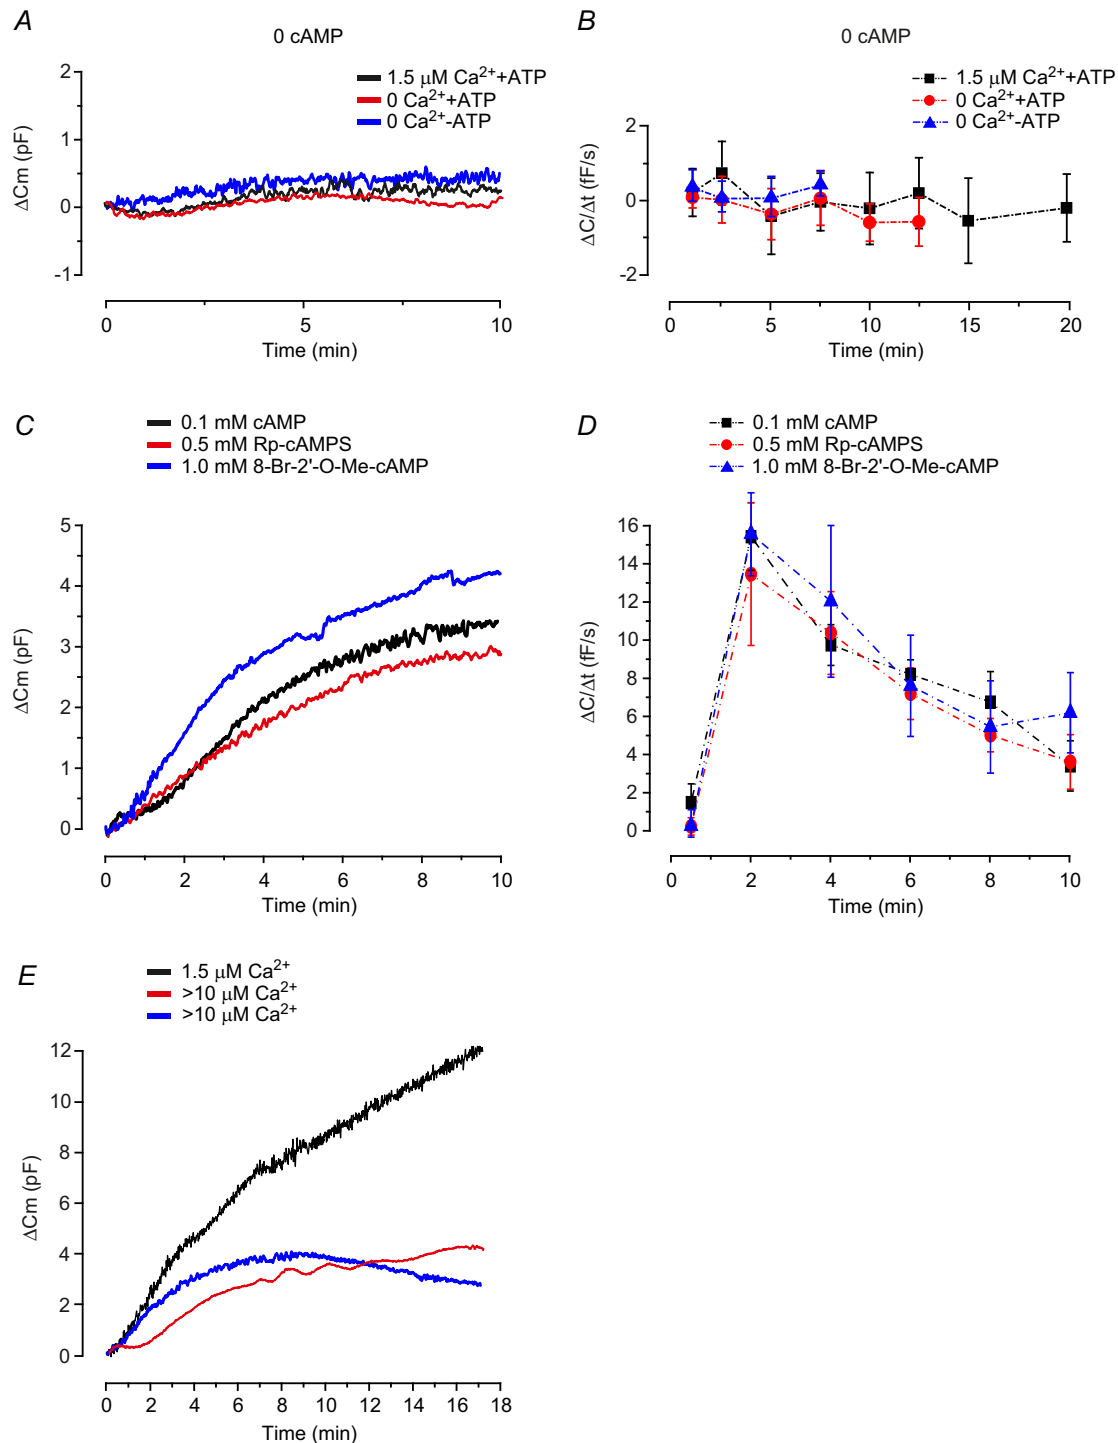 A
0 cAMP
1.5 μM Ca²⁺+ATP
0 Ca²⁺+ATP
0 Ca²⁺-ATP
2
1
0
-1
ΔCm (pF)
0 5 10
Time (min)
B
0 cAMP
1.5 μM Ca²⁺+ATP
0 Ca²⁺+ATP
0 Ca²⁺-ATP
2
0
-2
ΔC/Δt (fF/s)
0 5 10 15 20
Time (min)
C
0.1 mM cAMP
0.5 mM Rp-cAMPS
1.0 mM 8-Br-2'-O-Me-cAMP
5
4
3
2
1
0
ΔCm (pF)
0 2 4 6 8 10
Time (min)
D
0.1 mM cAMP
0.5 mM Rp-cAMPS
1.0 mM 8-Br-2'-O-Me-cAMP
16
14
12
10
8
6
4
2
0
ΔC/Δt (fF/s)
0 2 4 6 8 10
Time (min)
E
1.5 μM Ca²⁺
>10 μM Ca²⁺
>10 μM Ca²⁺
12
10
8
6
4
2
0
ΔCm (pF)
0 2 4 6 8 10 12 14 16 18
Time (min)